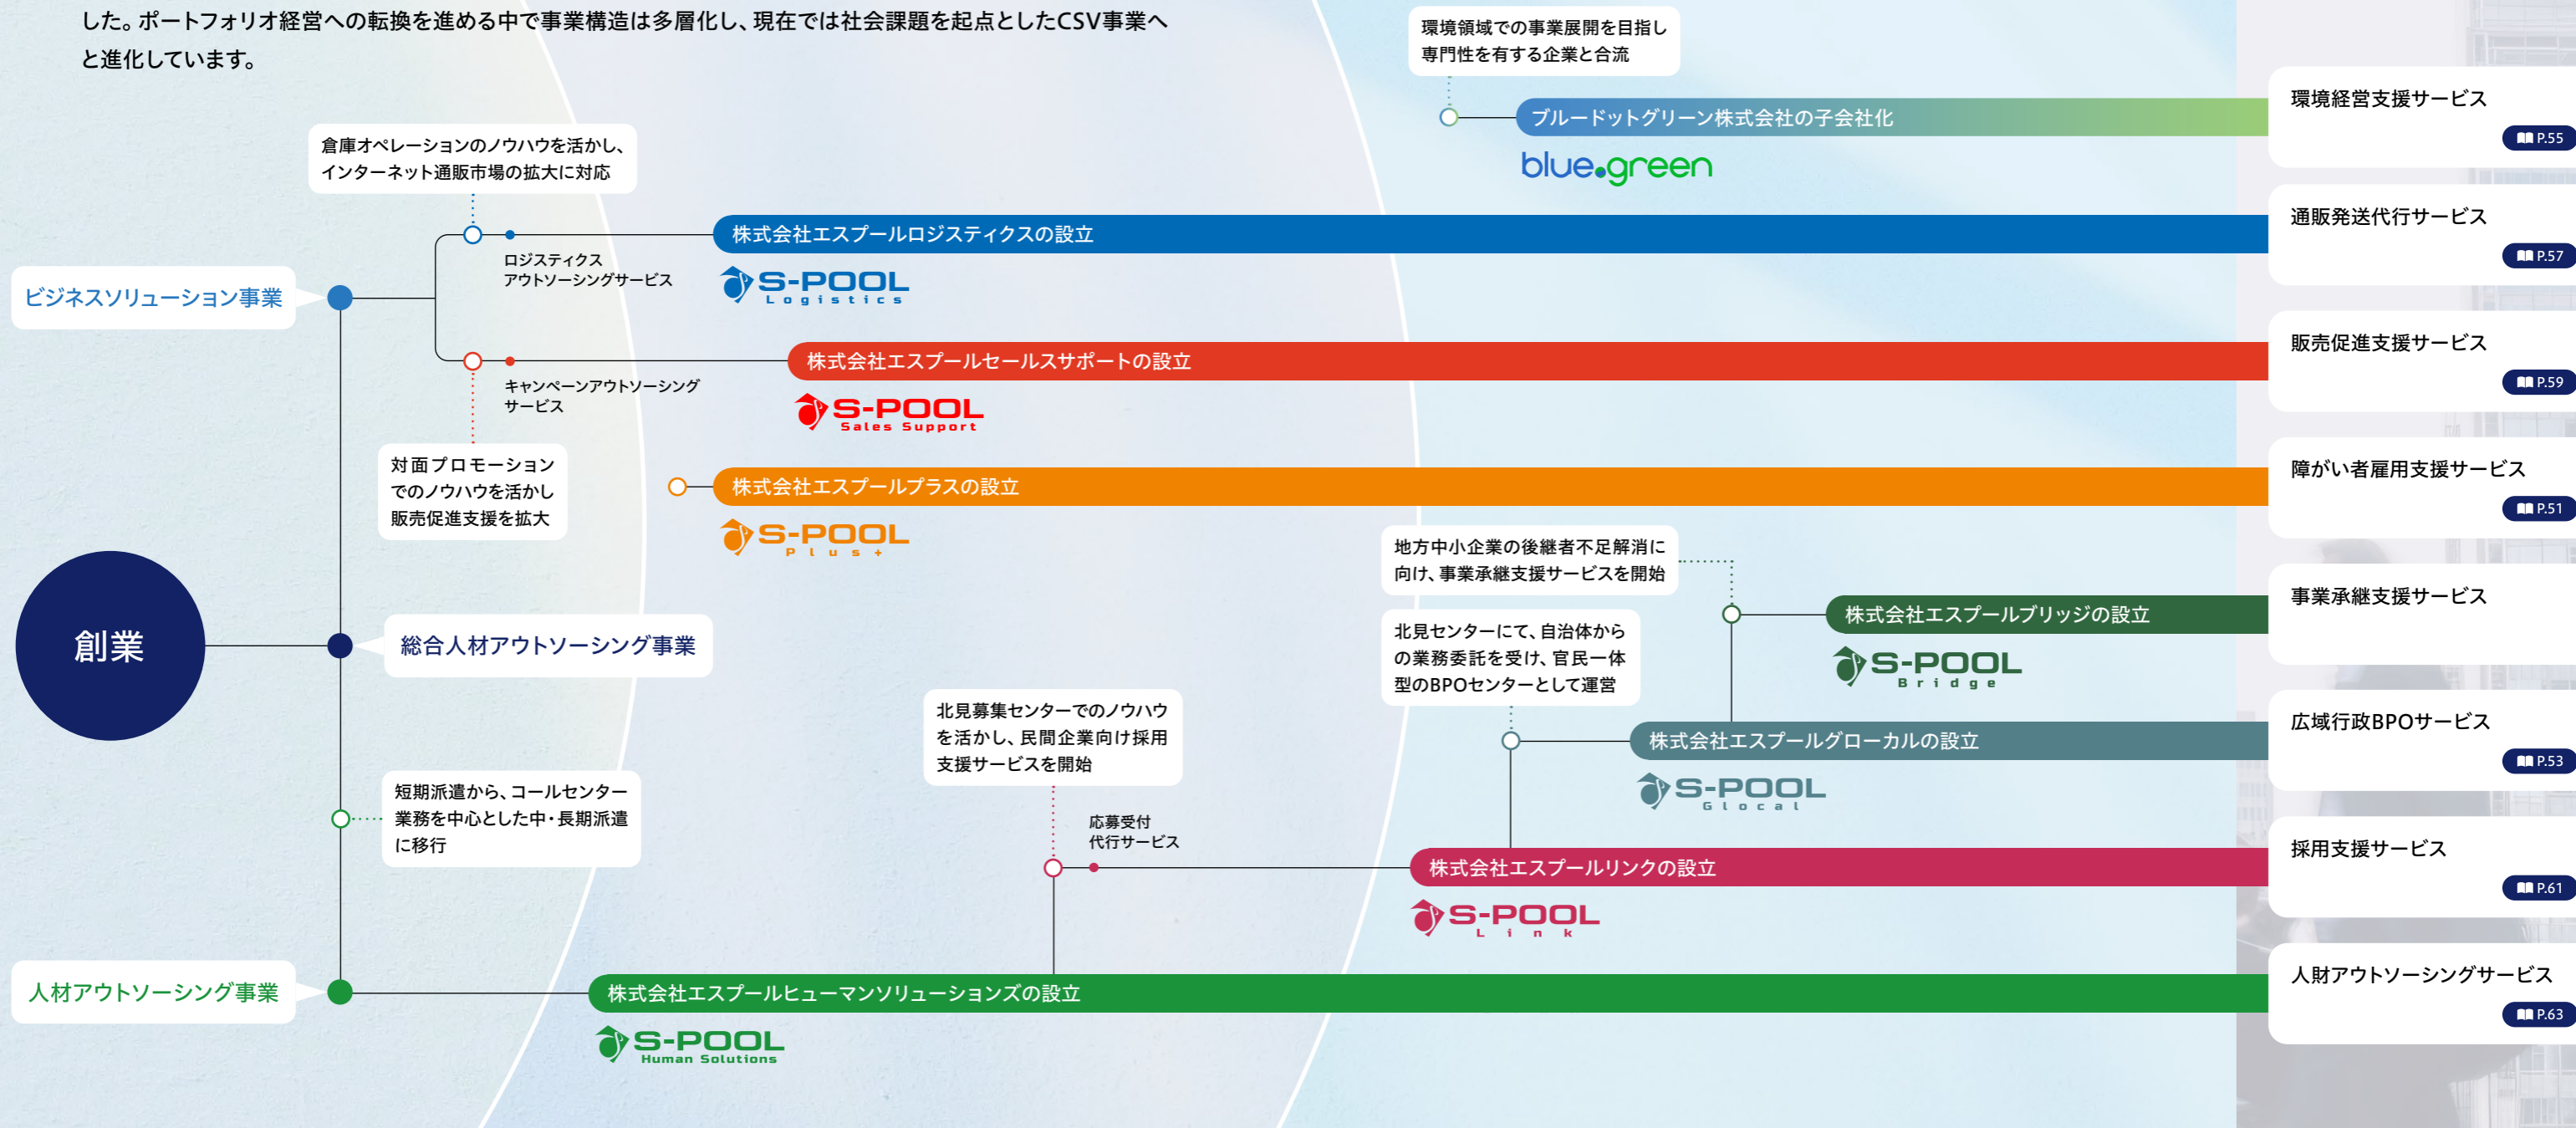 した。ポートフォリオ経営への転換を進める中で事業構造は多層化し、現在では社会課題を起点としたCSV事業へ
と進化しています。
環境領域での事業展開を目指し
専門性を有する企業と合流
ブルードットグリーン株式会社の子会社化
blue.green
環境経営支援サービス
P.55
倉庫オペレーションのノウハウを活かし、
インターネット通販市場の拡大に対応
ロジスティクス
アウトソーシングサービス
株式会社エスプールロジスティクスの設立
S-POOL
Logistics
通販発送代行サービス
P.57
ビジネスソリューション事業
キャンペーンアウトソーシング
サービス
株式会社エスプールセールスサポートの設立
S-POOL
Sales Support
販売促進支援サービス
P.59
対面プロモーション
でのノウハウを活かし
販売促進支援を拡大
株式会社エスプールプラスの設立
S-POOL
Plus+
障がい者雇用支援サービス
P.51
創業
総合人材アウトソーシング事業
地方中小企業の後継者不足解消に
向け、事業承継支援サービスを開始
株式会社エスプールブリッジの設立
S-POOL
Bridge
事業承継支援サービス
北見センターにて、自治体から
の業務委託を受け、官民一体
型のBPOセンターとして運営
株式会社エスプールグローカルの設立
S-POOL
Glocal
広域行政BPOサービス
P.53
北見募集センターでのノウハウ
を活かし、民間企業向け採用
支援サービスを開始
応募受付
代行サービス
株式会社エスプールリンクの設立
S-POOL
Link
採用支援サービス
P.61
短期派遣から、コールセンター
業務を中心とした中・長期派遣
に移行
人材アウトソーシング事業
株式会社エスプールヒューマンソリューションズの設立
S-POOL
Human Solutions
人財アウトソーシングサービス
P.63